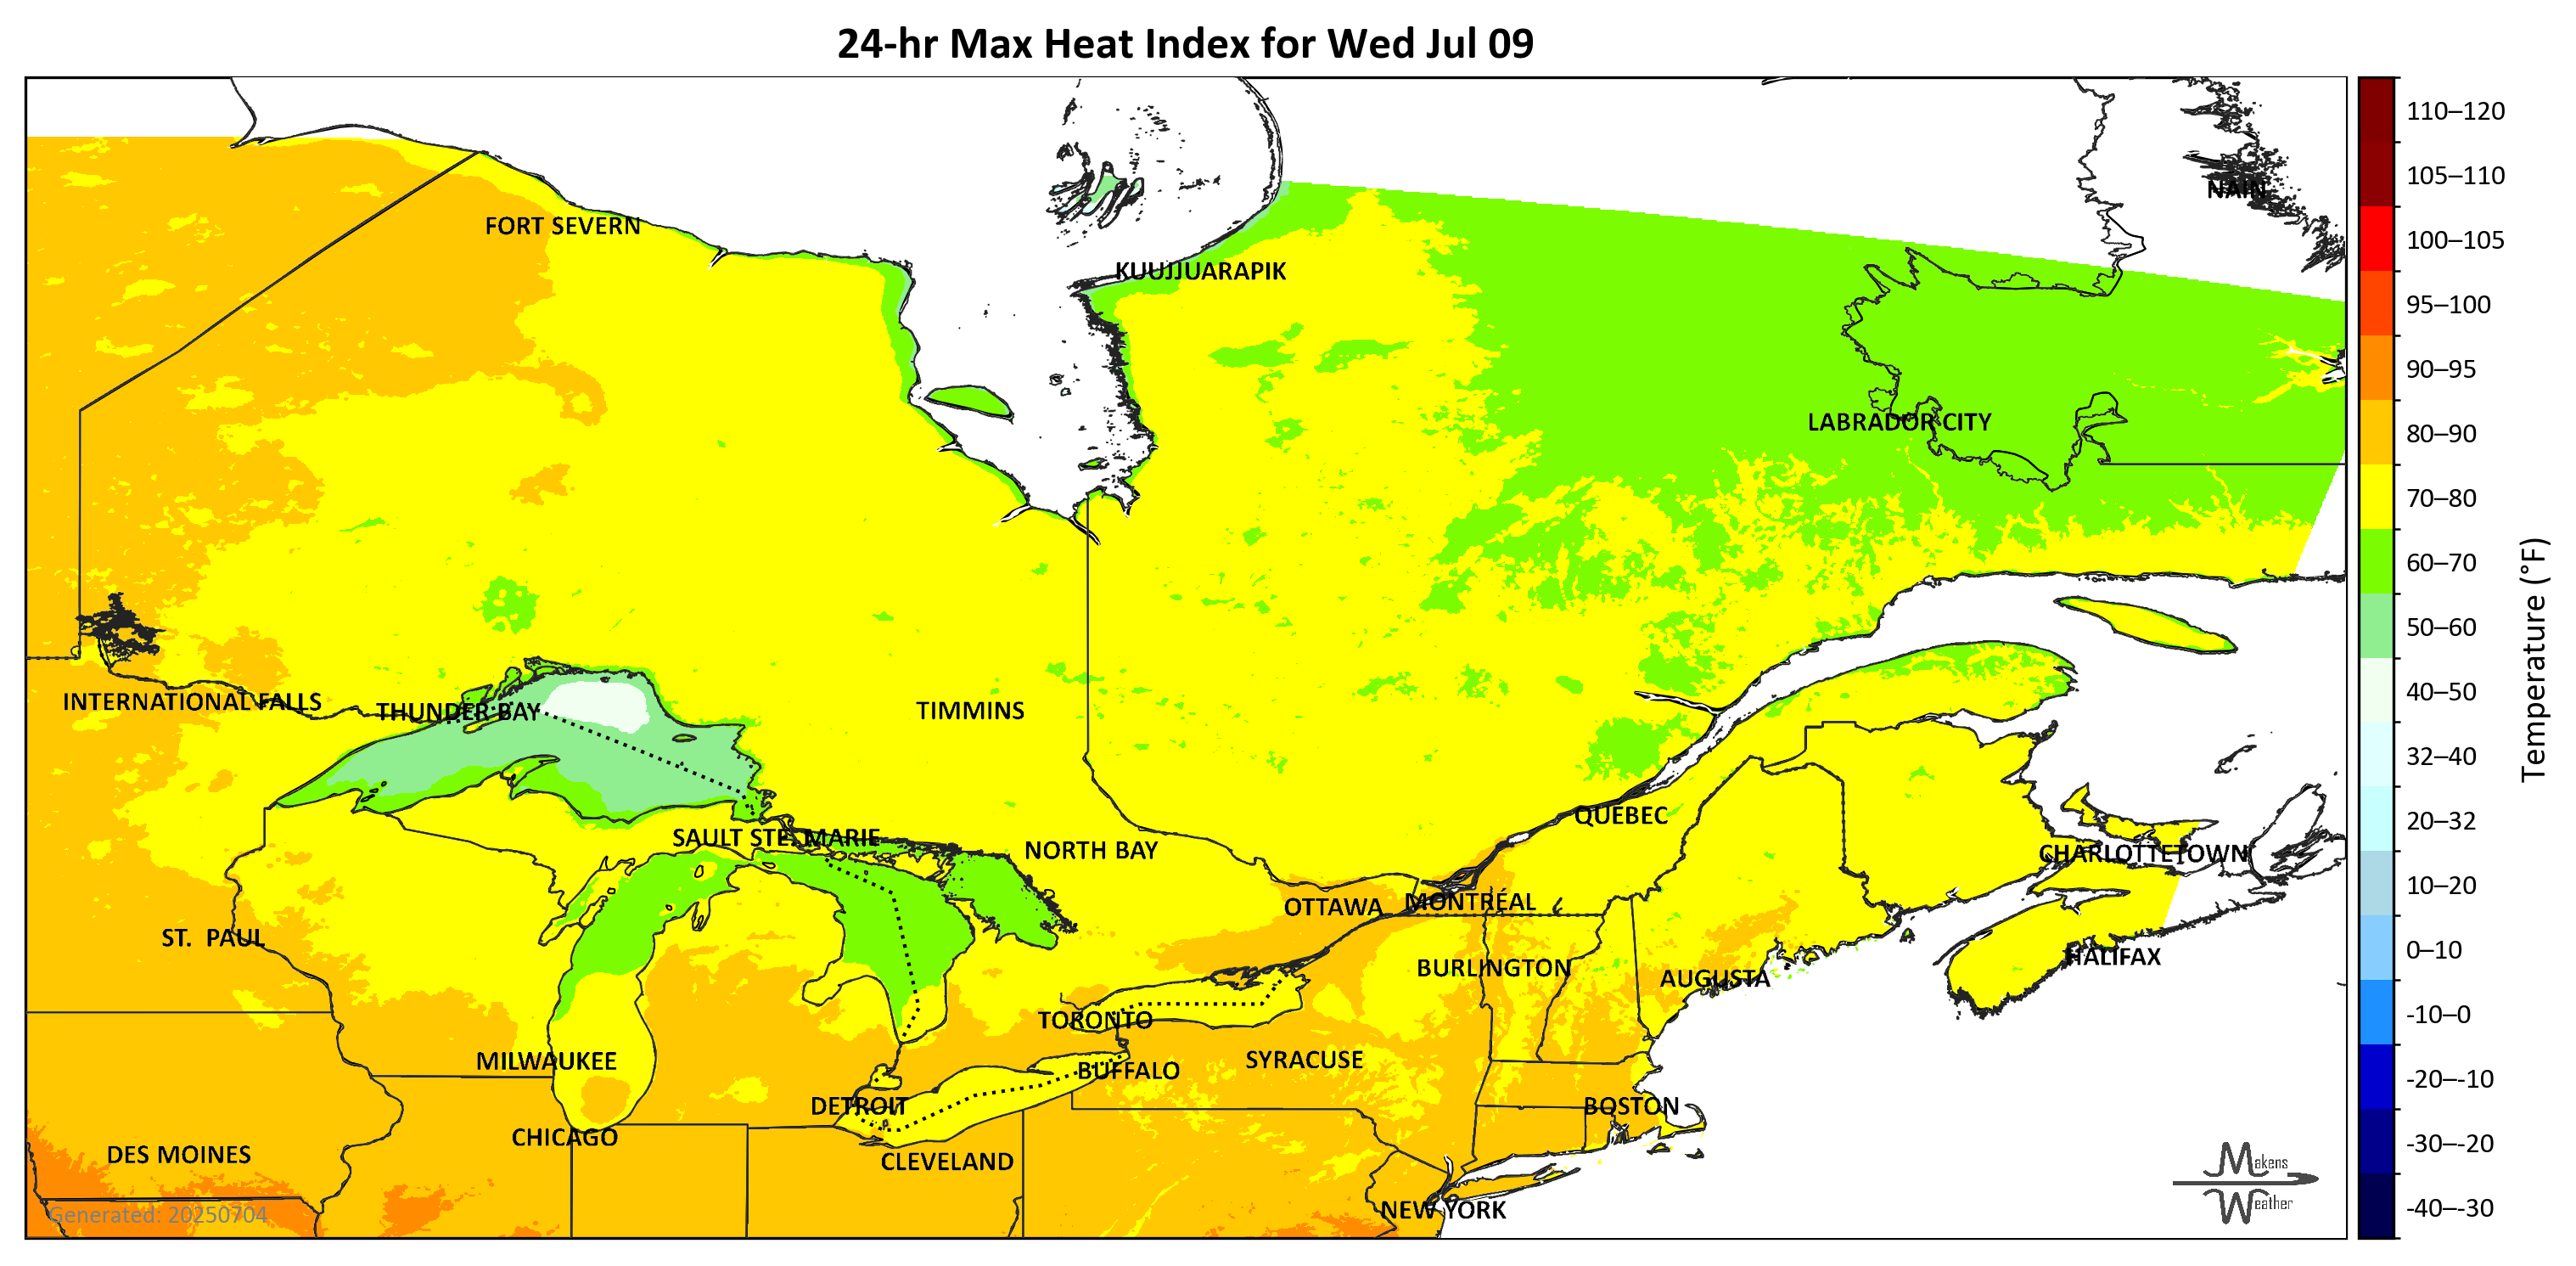 24-hr Max Heat Index for Wed Jul 09
NAIN
FORT SEVERN
KUUJJUARAPIK
LABRADOR CITY
INTERNATIONAL FALLS
THUNDER BAY
TIMMINS
QUEBEC
SAULT STE. MARIE
NORTH BAY
CHARLOTTETOWN
OTTAWA
MONTRÉAL
ST. PAUL
HALIFAX
BURLINGTON
AUGUSTA
TORONTO
MILWAUKEE
BUFFALO
SYRACUSE
DETROIT
BOSTON
CHICAGO
DES MOINES
CLEVELAND
NEW YORK
Generated: 20250704
Makens
Weather
110–120
105–110
100–105
95–100
90–95
80–90
70–80
60–70
50–60
40–50
32–40
20–32
10–20
0–10
-10–0
-20–-10
-30–-20
-40–-30
Temperature (°F)